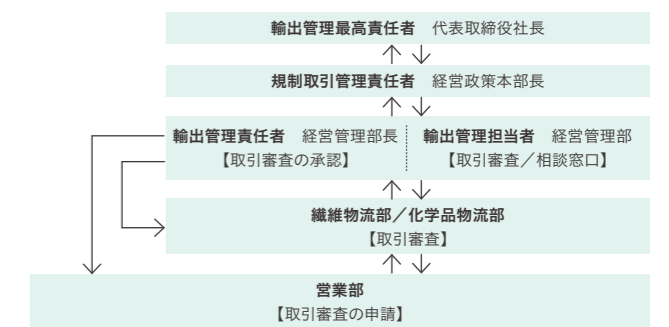 輸出管理最高責任者　代表取締役社長
規制取引管理責任者　経営政策本部長
輸出管理責任者　経営管理部長
【取引審査の承認】
輸出管理担当者　経営管理部
【取引審査／相談窓口】
繊維物流部／化学品物流部
【取引審査】
営業部
【取引審査の申請】